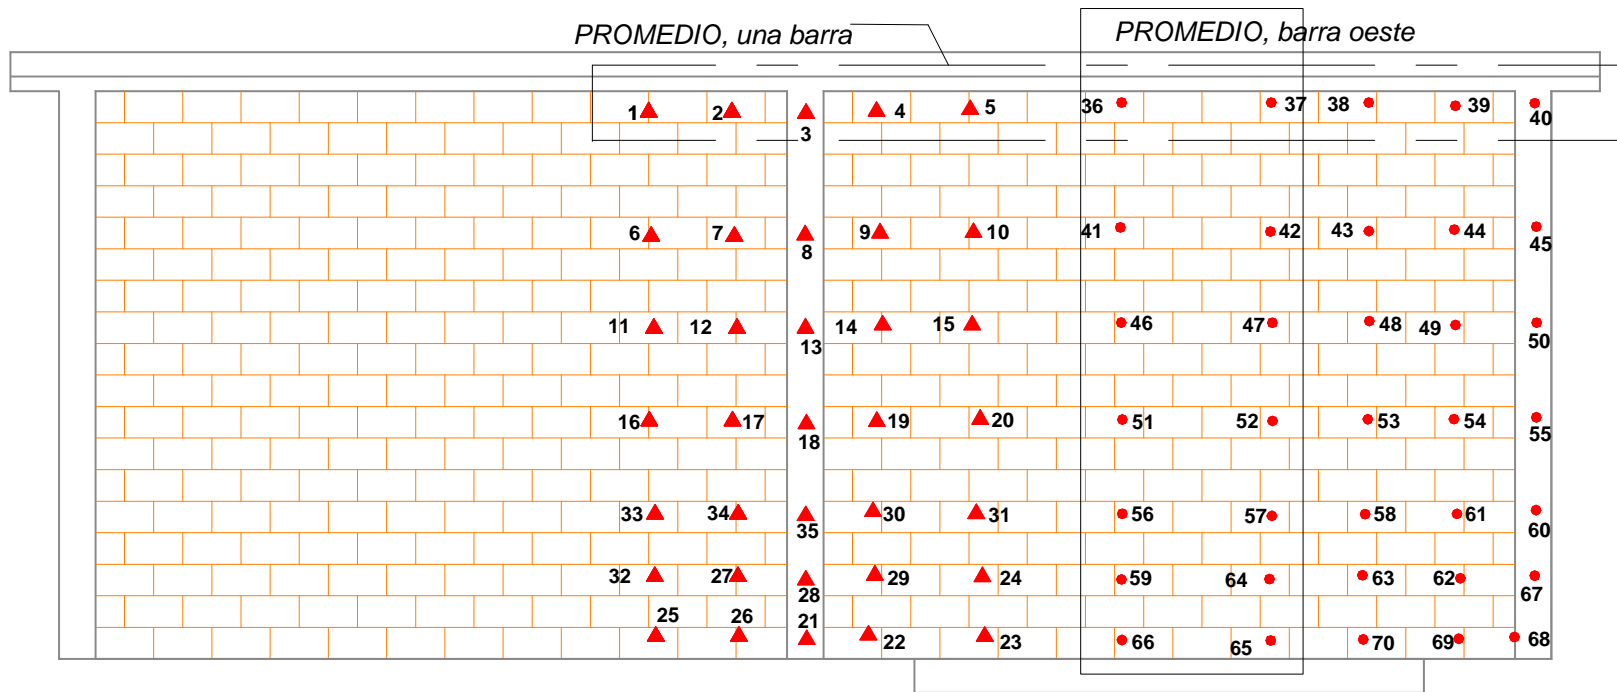 PROMEDIO, una barra PROMEDIO, barra oeste
1 2 3 4 5 36 37 38 39 40
6 7 8 9 10 41 42 43 44 45
11 12 13 14 15 46 47 48 49 50
16 17 18 19 20 51 52 53 54 55
33 34 35 30 31 56 57 58 61 60
32 27 28 29 24 59 64 63 62 67
25 26 21 22 23 66 65 70 69 68